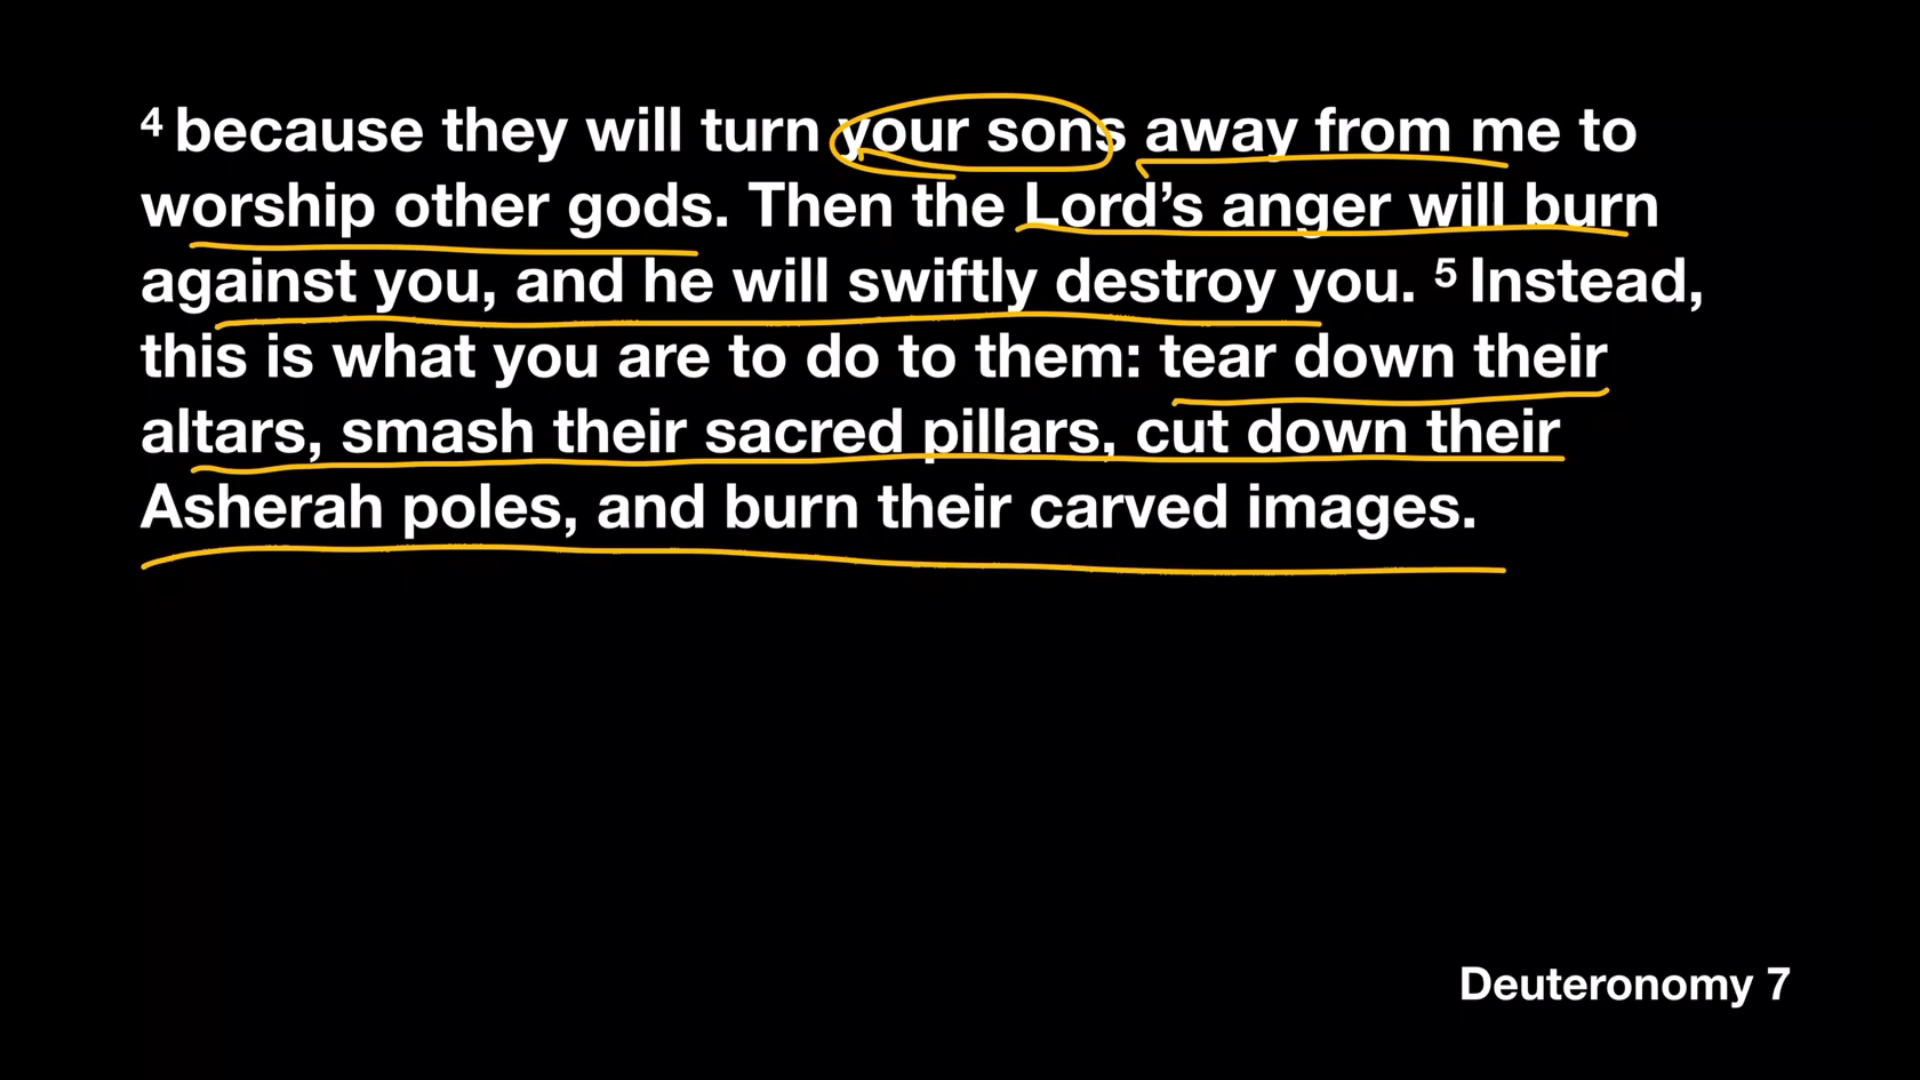 4 because they will turn your sons away from me to
worship other gods. Then the Lord’s anger will burn
against you, and he will swiftly destroy you. 5 Instead,
this is what you are to do to them: tear down their
altars, smash their sacred pillars, cut down their
Asherah poles, and burn their carved images.
Deuteronomy 7